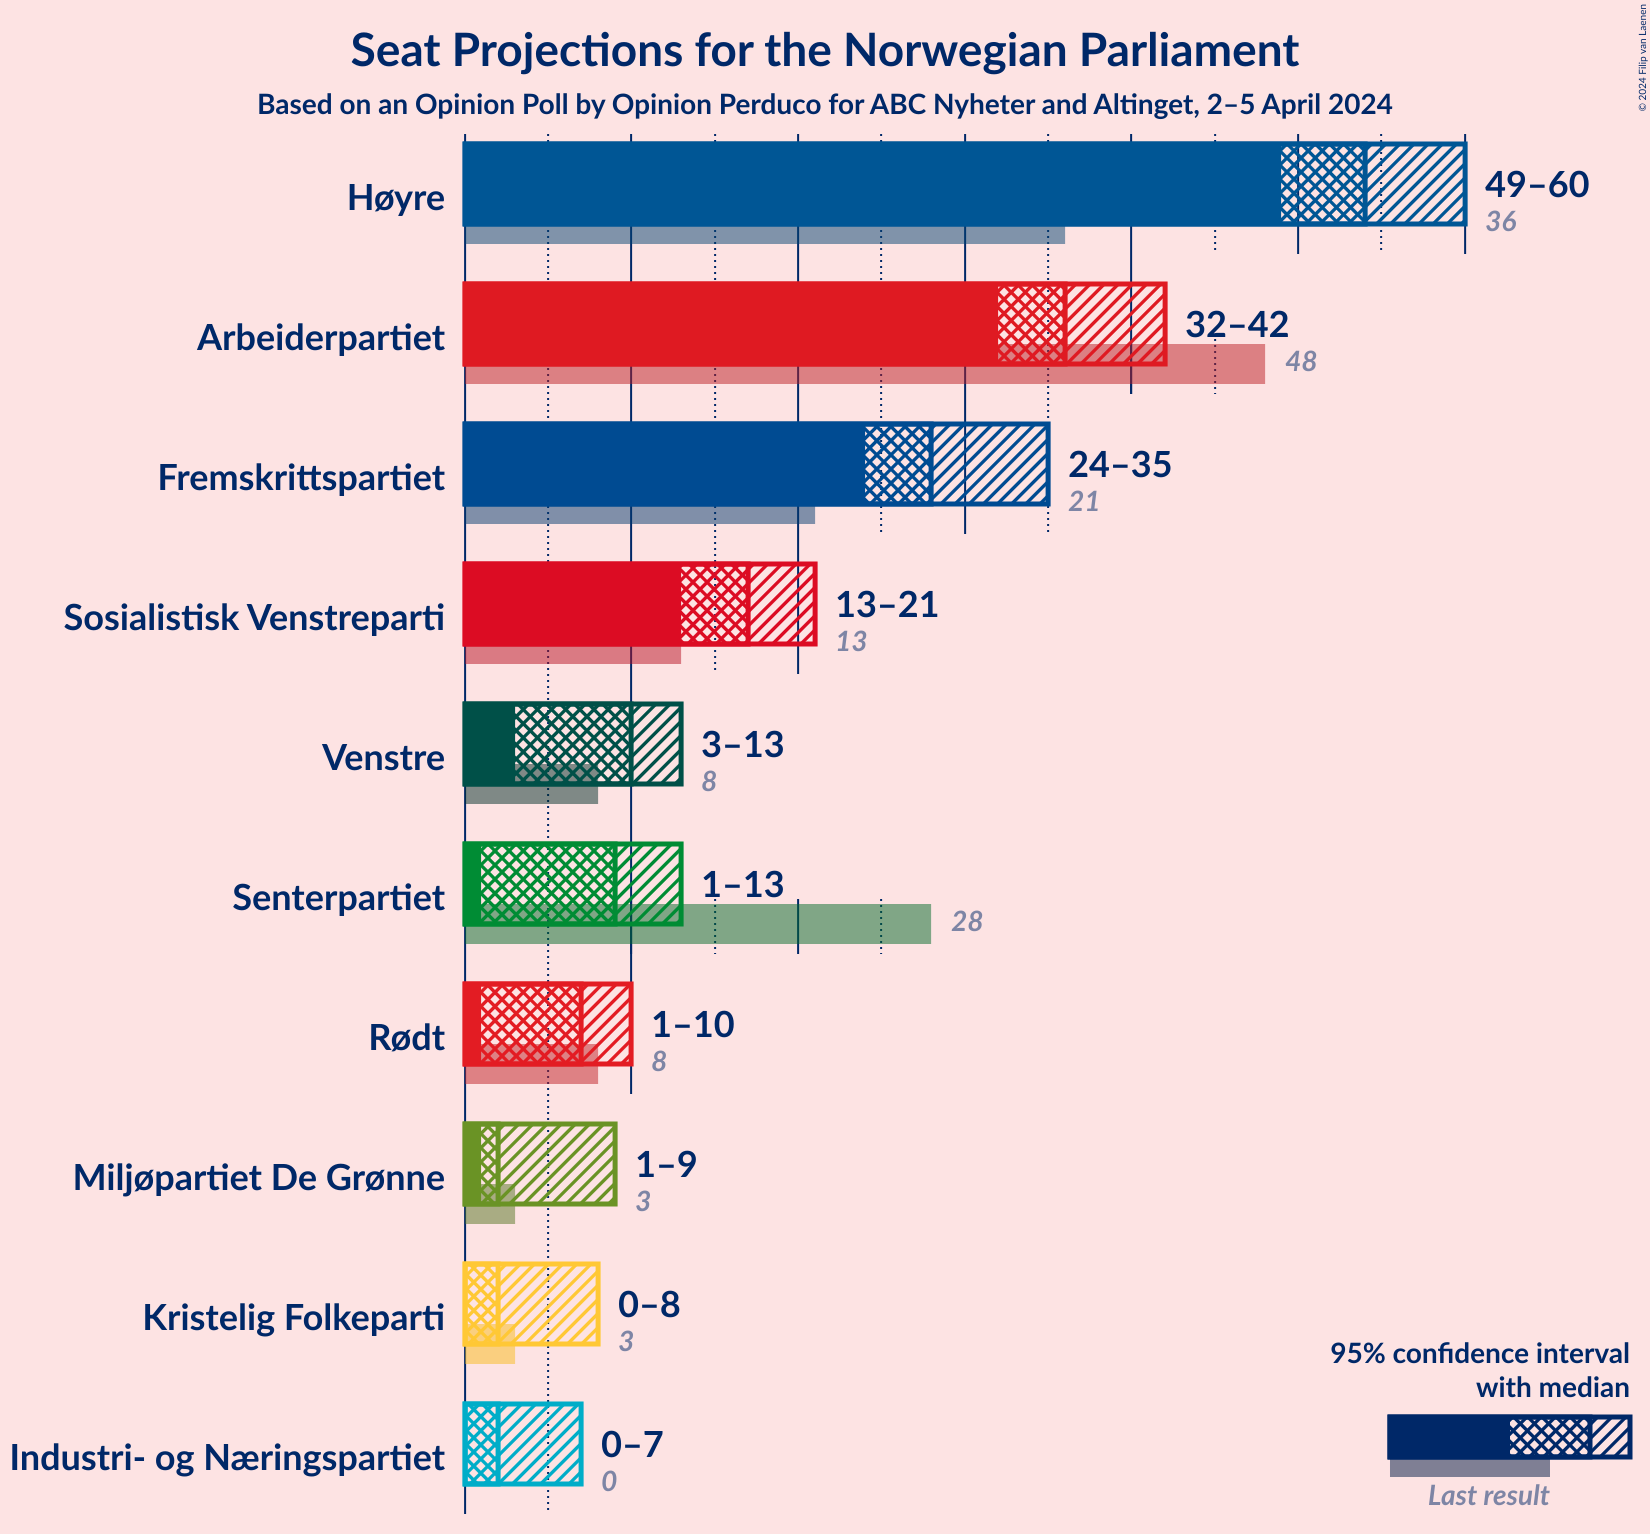 Seat Projections for the Norwegian Parliament
Based on an Opinion Poll by Opinion Perduco for ABC Nyheter and Altinget, 2–5 April 2024
© 2024 Filip van Laenen
Høyre
49–60
36
Arbeiderpartiet
32–42
48
Fremskrittspartiet
24–35
21
Sosialistisk Venstreparti
13–21
13
Venstre
3–13
8
Senterpartiet
1–13
28
Rødt
1–10
8
Miljøpartiet De Grønne
1–9
3
Kristelig Folkeparti
0–8
3
Industri- og Næringspartiet
0–7
0
95% confidence interval
with median
Last result